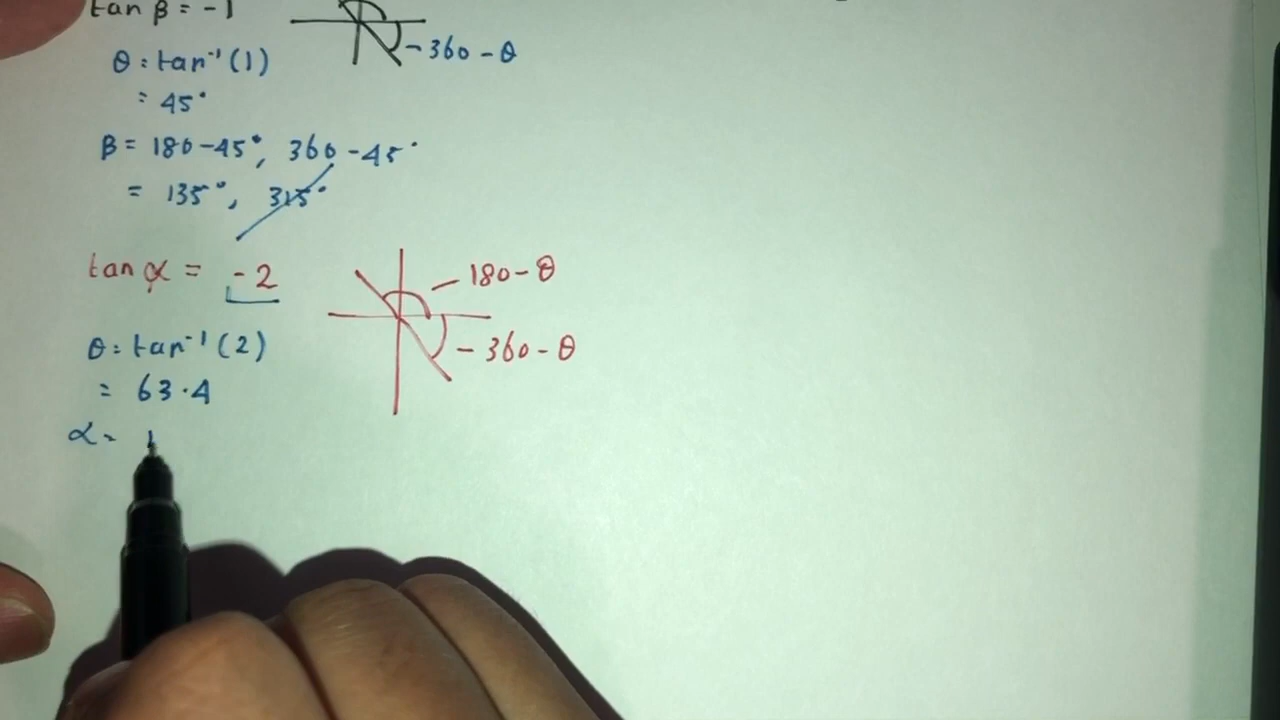 tan β = -1
- 360 - θ
θ = tan⁻¹(1)
= 45°
β = 180-45°, 360-45°
= 135°, 315°
tan α = -2
- 180-θ
- 360-θ
θ = tan⁻¹(2)
= 63.4
α = 1